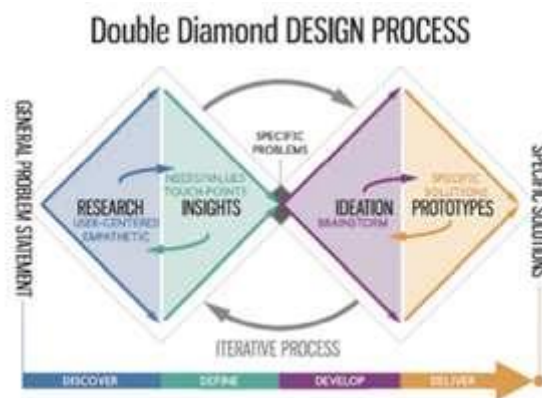 Double Diamond DESIGN PROCESS
GENERAL PROBLEM STATEMENT
SPECIFIC
PROBLEMS
NEEDS/VALUES
TOUCH-POINTS
RESEARCH
INSIGHTS
USER-CENTERED
EMPATHETIC
SPECIFIC
SOLUTIONS
IDEATION
PROTOTYPES
BRAINSTORM
SPECIFIC SOLUTIONS
ITERATIVE PROCESS
DISCOVER
DEFINE
DEVELOP
DELIVER